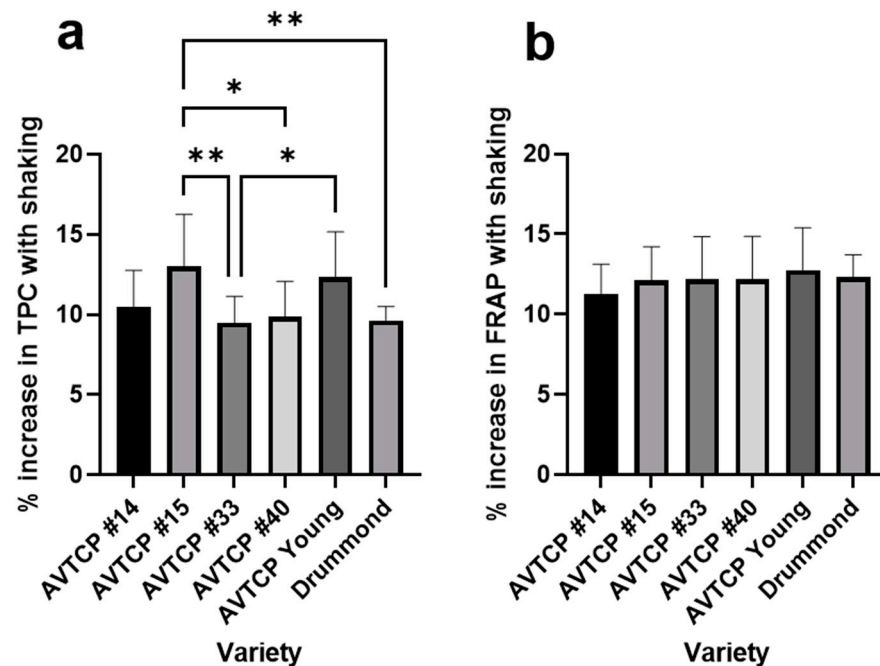 a
**
*
** *
% increase in TPC with shaking
20
15
10
5
0
AVTCP #14
AVTCP #15
AVTCP #33
AVTCP #40
AVTCP Young
Drummond
Variety
b
% increase in FRAP with shaking
20
15
10
5
0
AVTCP #14
AVTCP #15
AVTCP #33
AVTCP #40
AVTCP Young
Drummond
Variety